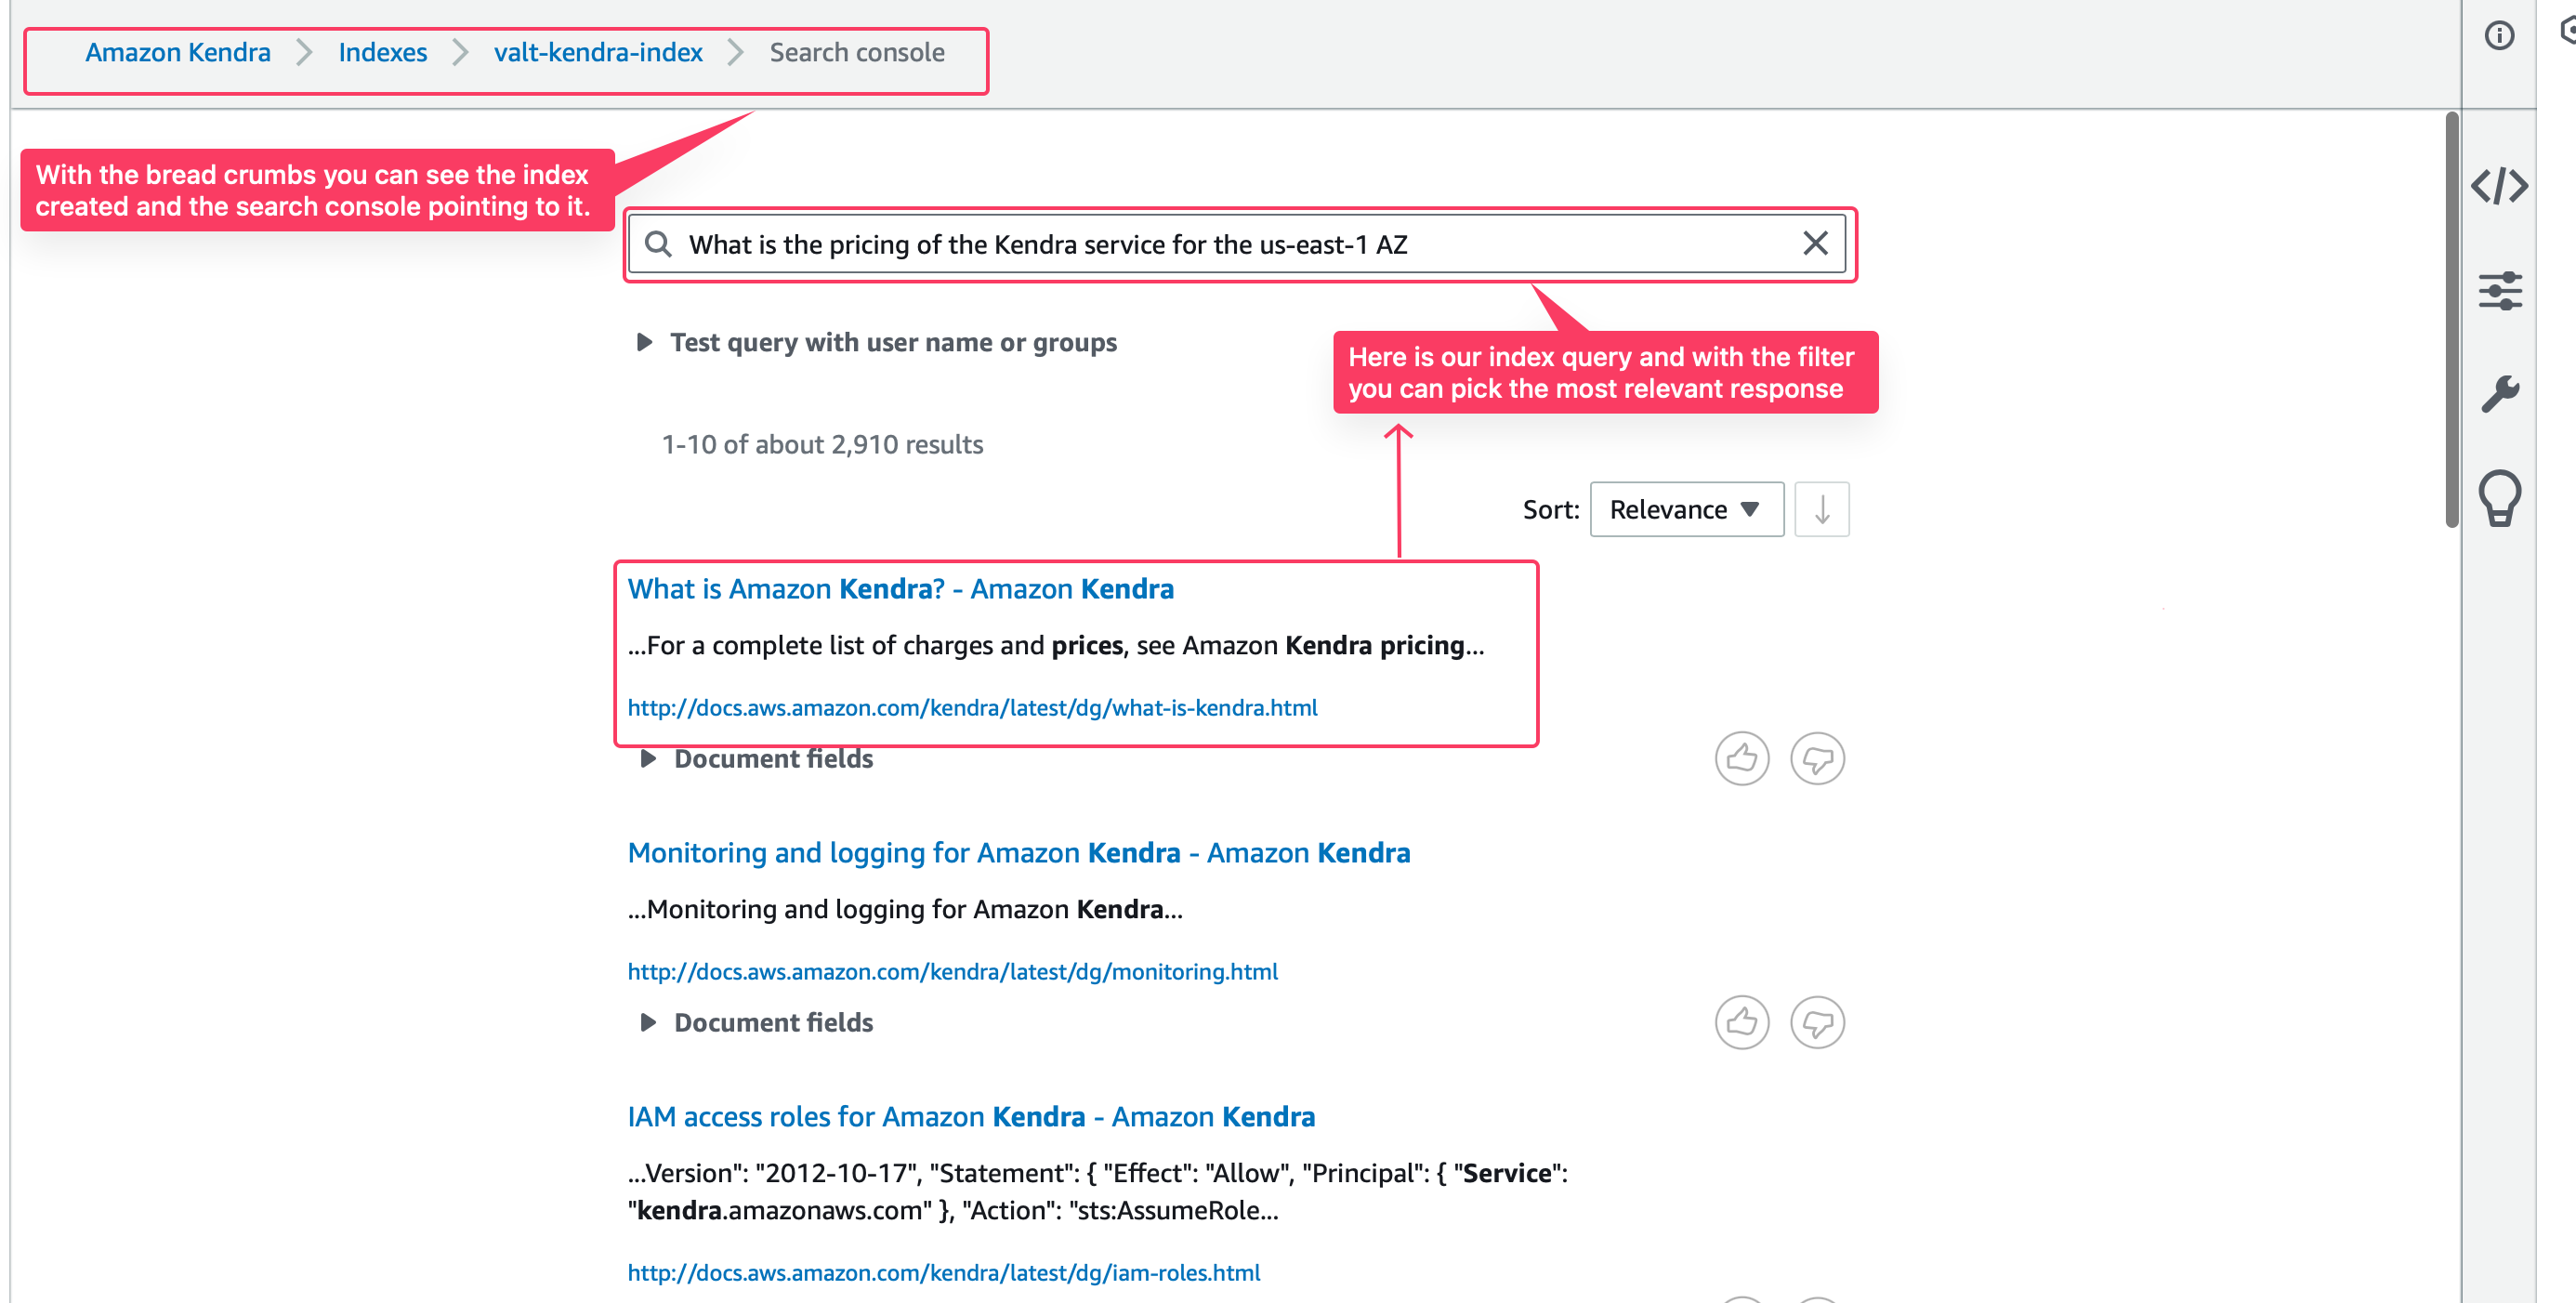 Amazon Kendra > Indexes > valt-kendra-index > Search console
With the bread crumbs you can see the index
created and the search console pointing to it.
What is the pricing of the Kendra service for the us-east-1 AZ
Test query with user name or groups
Here is our index query and with the filter
you can pick the most relevant response
1-10 of about 2,910 results
Sort: Relevance
What is Amazon Kendra? - Amazon Kendra
...For a complete list of charges and prices, see Amazon Kendra pricing...
http://docs.aws.amazon.com/kendra/latest/dg/what-is-kendra.html
Document fields
Monitoring and logging for Amazon Kendra - Amazon Kendra
...Monitoring and logging for Amazon Kendra...
http://docs.aws.amazon.com/kendra/latest/dg/monitoring.html
Document fields
IAM access roles for Amazon Kendra - Amazon Kendra
...Version": "2012-10-17", "Statement": { "Effect": "Allow", "Principal": { "Service":
"kendra.amazonaws.com" }, "Action": "sts:AssumeRole...
http://docs.aws.amazon.com/kendra/latest/dg/iam-roles.html